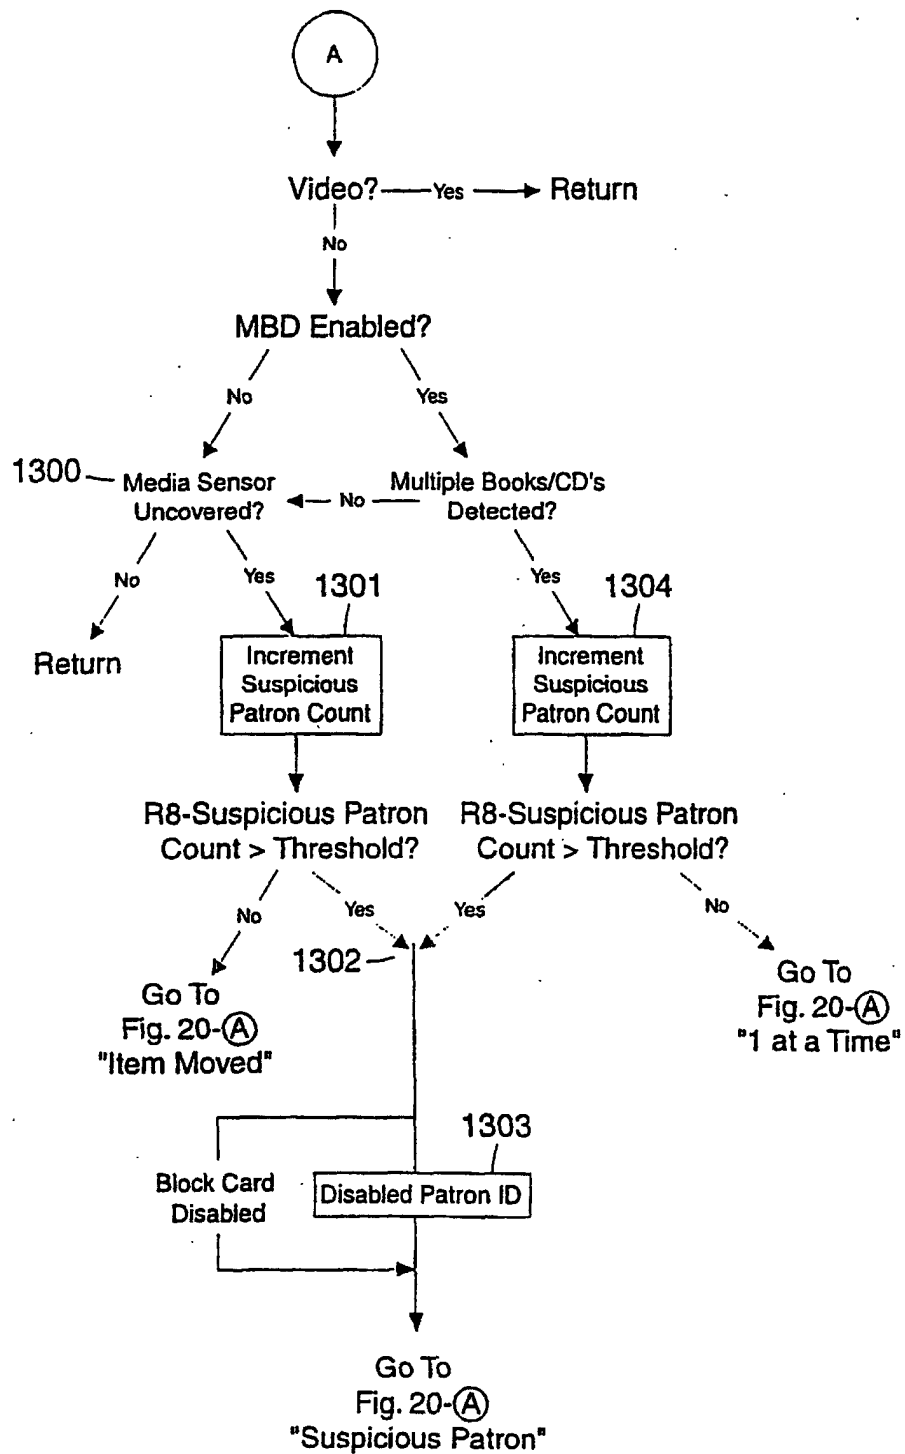 A
Video? Yes Return
No
MBD Enabled?
No Yes
1300 Media Sensor
Uncovered?
No
Multiple Books/CD's
Detected?
No Yes 1301 Yes 1304
Return
Increment
Suspicious
Patron Count
Increment
Suspicious
Patron Count
R8-Suspicious Patron
Count > Threshold?
R8-Suspicious Patron
Count > Threshold?
No Yes Yes No
1302
Go To
Fig. 20-A
"Item Moved"
Go To
Fig. 20-A
"1 at a Time"
1303
Block Card
Disabled
Disabled Patron ID
Go To
Fig. 20-A
"Suspicious Patron"